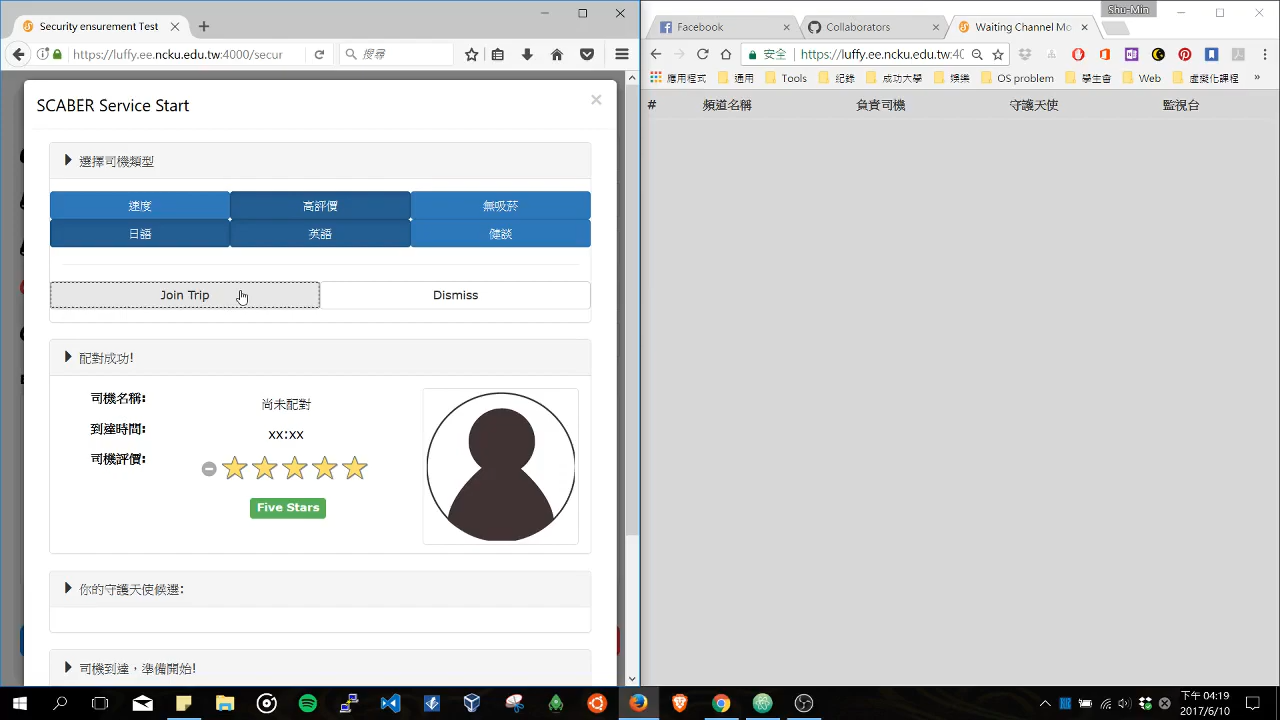 Security ensurement Test
Shu-Min
Facebook
Collaborators
Waiting Channel Mo
https://luffy.ee.ncku.edu.tw:4000/secur
搜尋
安全
https://luffy.ee.ncku.edu.tw:40
應用程式
通用
Tools
記錄
成功大學
娛樂
OS problem
學生會
Web
虛擬化課程
»
SCABER Service Start
×
選擇司機類型
速度 高評價 無吸菸
日語 英語 健談
Join Trip Dismiss
配對成功!
司機名稱: 尚未配對
到達時間: xx:xx
司機評價:
Five Stars
你的守護天使候選:
司機到達，準備開始!
# 頻道名稱 負責司機 守護天使 監視台
下午 04:19
2017/6/10